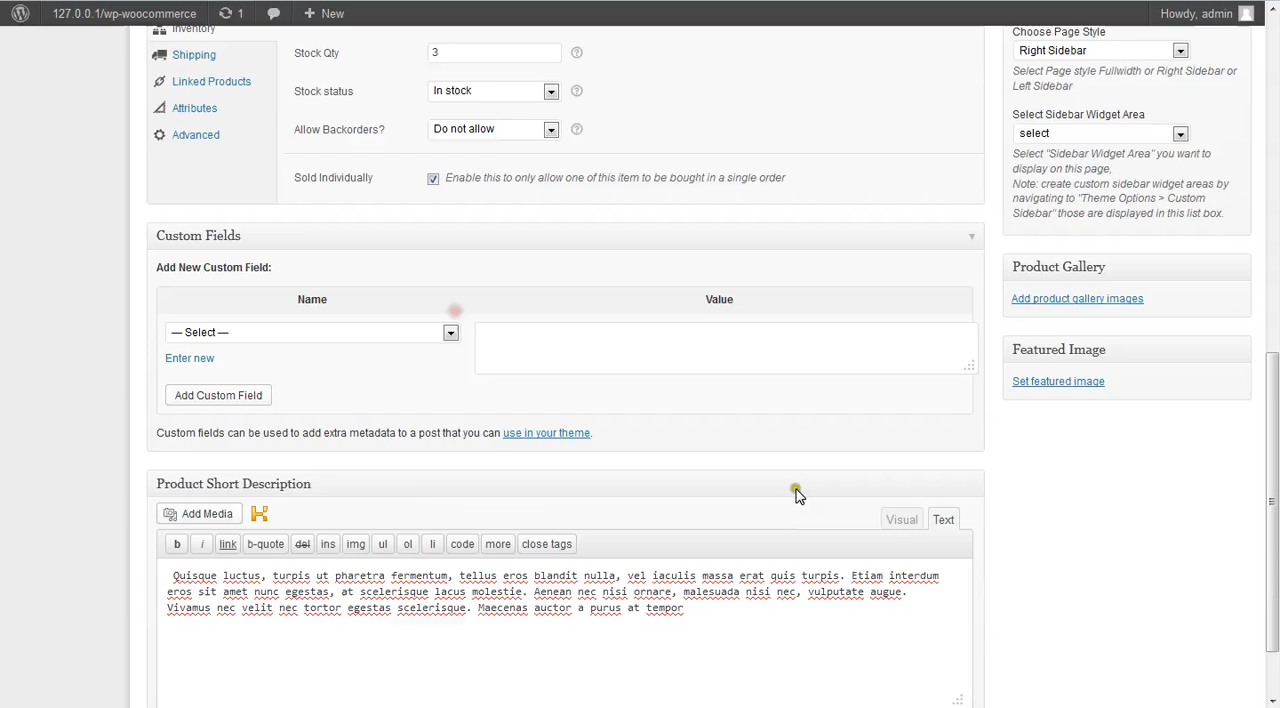 127.0.0.1/wp-woocommerce
1
New
Howdy, admin
Inventory
Shipping
Linked Products
Attributes
Advanced
Stock Qty
3
Stock status
In stock
Allow Backorders?
Do not allow
Sold Individually
Enable this to only allow one of this item to be bought in a single order
Custom Fields
Add New Custom Field:
Name
Value
— Select —
Enter new
Add Custom Field
Custom fields can be used to add extra metadata to a post that you can use in your theme.
Product Short Description
Add Media
Visual
Text
b
i
link
b-quote
del
ins
img
ul
ol
li
code
more
close tags
Quisque luctus, turpis ut pharetra fermentum, tellus eros blandit nulla, vel iaculis massa erat quis turpis. Etiam interdum
eros sit amet nunc egestas, at scelerisque lacus molestie. Aenean nec nisi ornare, malesuada nisi nec, vulputate augue.
Vivamus nec velit nec tortor egestas scelerisque. Maecenas auctor a purus at tempor
Choose Page Style
Right Sidebar
Select Page style Fullwidth or Right Sidebar or
Left Sidebar
Select Sidebar Widget Area
select
Select "Sidebar Widget Area" you want to
display on this page,
Note: create custom sidebar widget areas by
navigating to "Theme Options > Custom
Sidebar" those are displayed in this list box.
Product Gallery
Add product gallery images
Featured Image
Set featured image